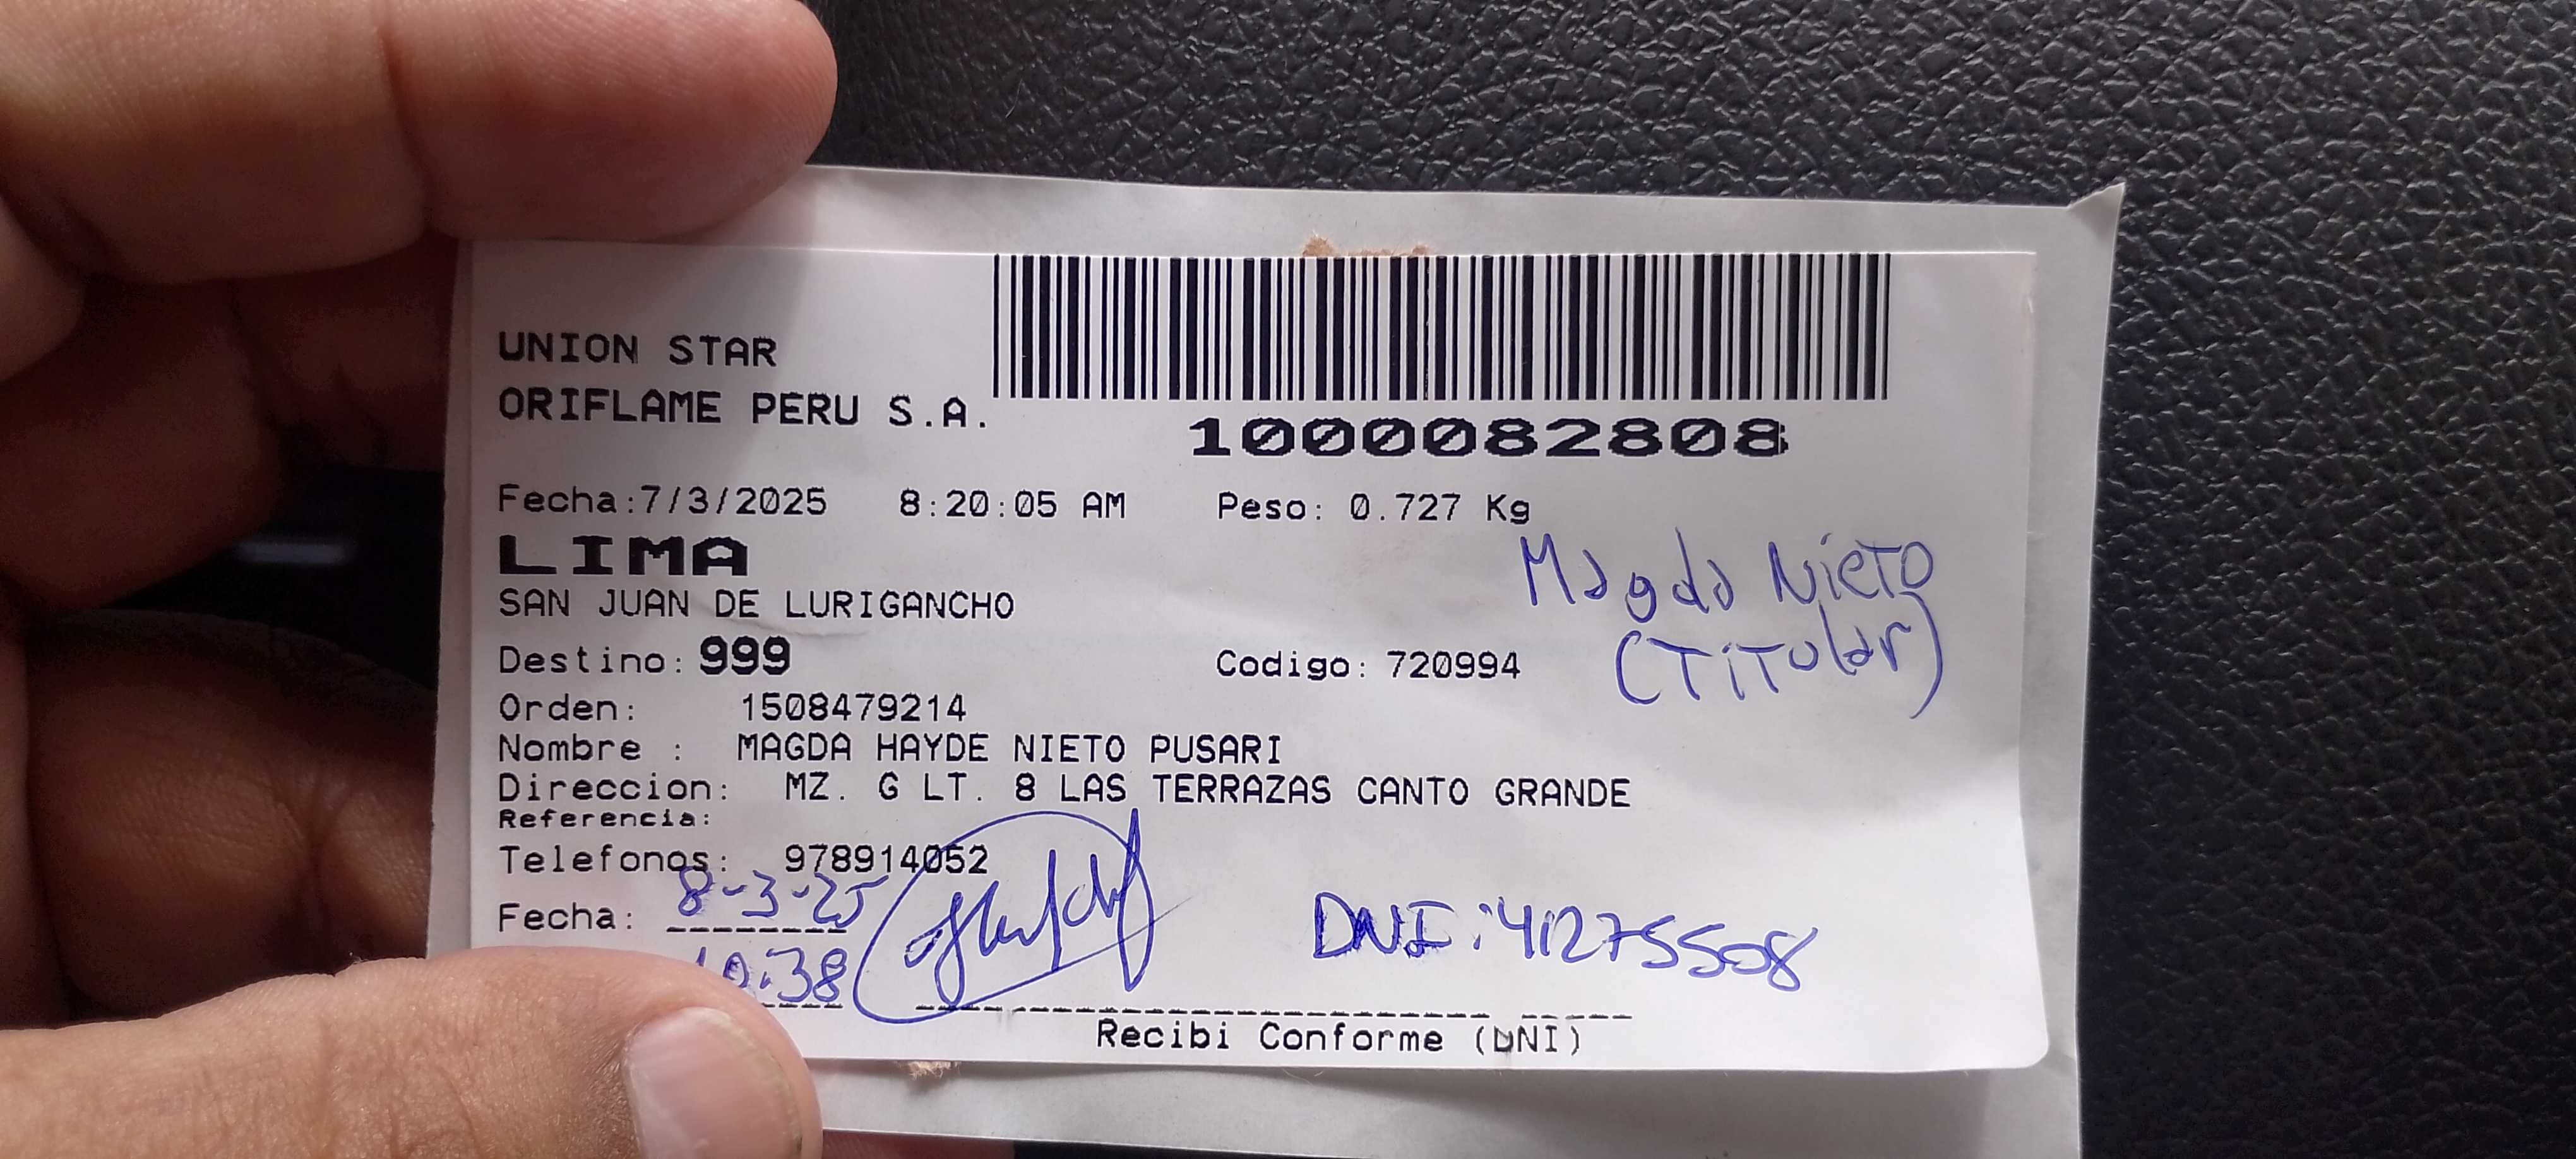 UNION STAR
ORIFLAME PERU S.A.
1000082808
Fecha:7/3/2025 8:20:05 AM Peso: 0.727 Kg
LIMA
SAN JUAN DE LURIGANCHO
Magda Nieto
(Titular)
Destino: 999 Codigo: 720994
Orden: 1508479214
Nombre : MAGDA HAYDE NIETO PUSARI
Direccion: MZ. G LT. 8 LAS TERRAZAS CANTO GRANDE
Referencia:
Telefonos: 978914052
Fecha: 8-3-25
DNI:41275508
Recibi Conforme (DNI)